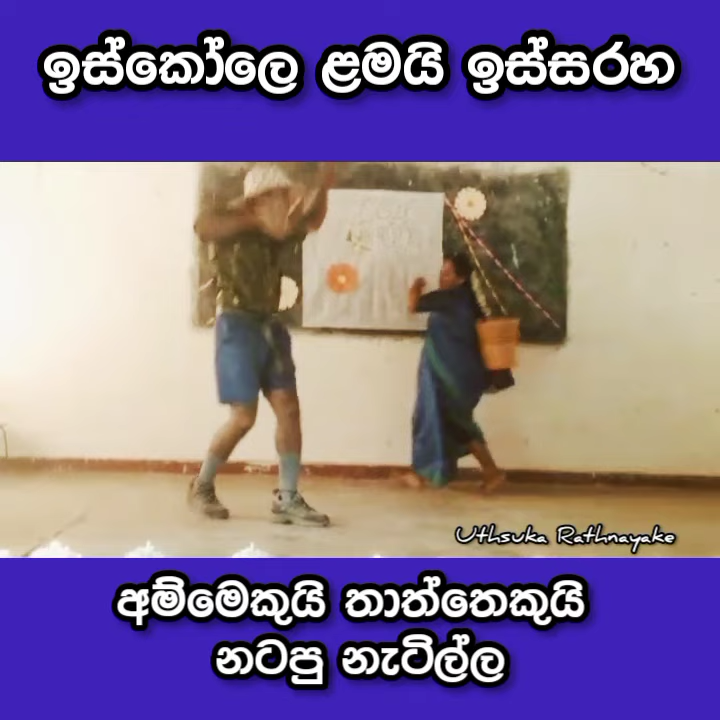 ඉස්කෝලෙ ළමයි ඉස්සරහ
Uthsuka Rathnayake
අම්මෙකුයි තාත්තෙකුයි
නටපු නැටිල්ල